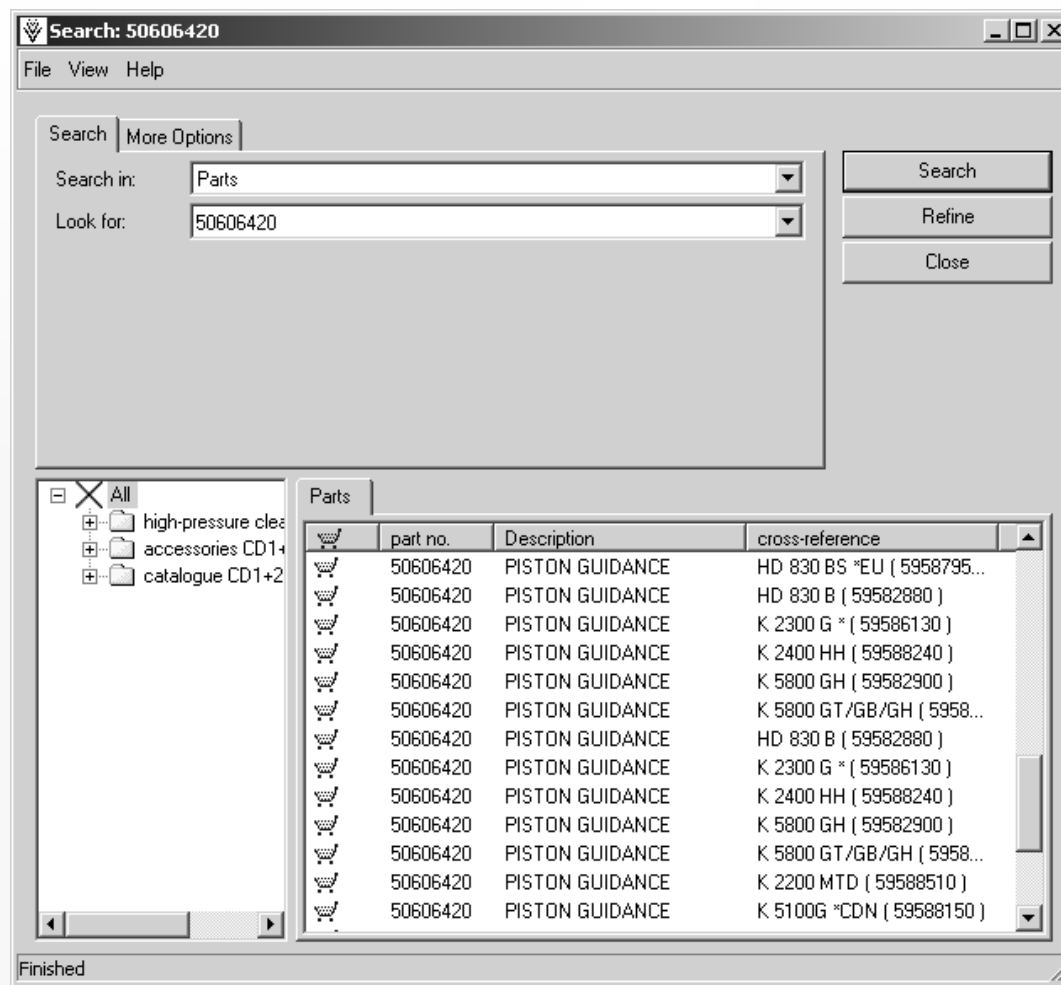 Search: 50606420
File View Help
Search More Options
Search in: Parts
Look for: 50606420
Search
Refine
Close
All
high-pressure clea
accessories CD1+
catalogue CD1+2
Parts
part no. Description cross-reference
50606420 PISTON GUIDANCE HD 830 BS *EU ( 5958795...
50606420 PISTON GUIDANCE HD 830 B ( 59582880 )
50606420 PISTON GUIDANCE K 2300 G * ( 59586130 )
50606420 PISTON GUIDANCE K 2400 HH ( 59588240 )
50606420 PISTON GUIDANCE K 5800 GH ( 59582900 )
50606420 PISTON GUIDANCE K 5800 GT/GB/GH ( 5958...
50606420 PISTON GUIDANCE HD 830 B ( 59582880 )
50606420 PISTON GUIDANCE K 2300 G * ( 59586130 )
50606420 PISTON GUIDANCE K 2400 HH ( 59588240 )
50606420 PISTON GUIDANCE K 5800 GH ( 59582900 )
50606420 PISTON GUIDANCE K 5800 GT/GB/GH ( 5958...
50606420 PISTON GUIDANCE K 2200 MTD ( 59588510 )
50606420 PISTON GUIDANCE K 5100G *CDN ( 59588150 )
Finished